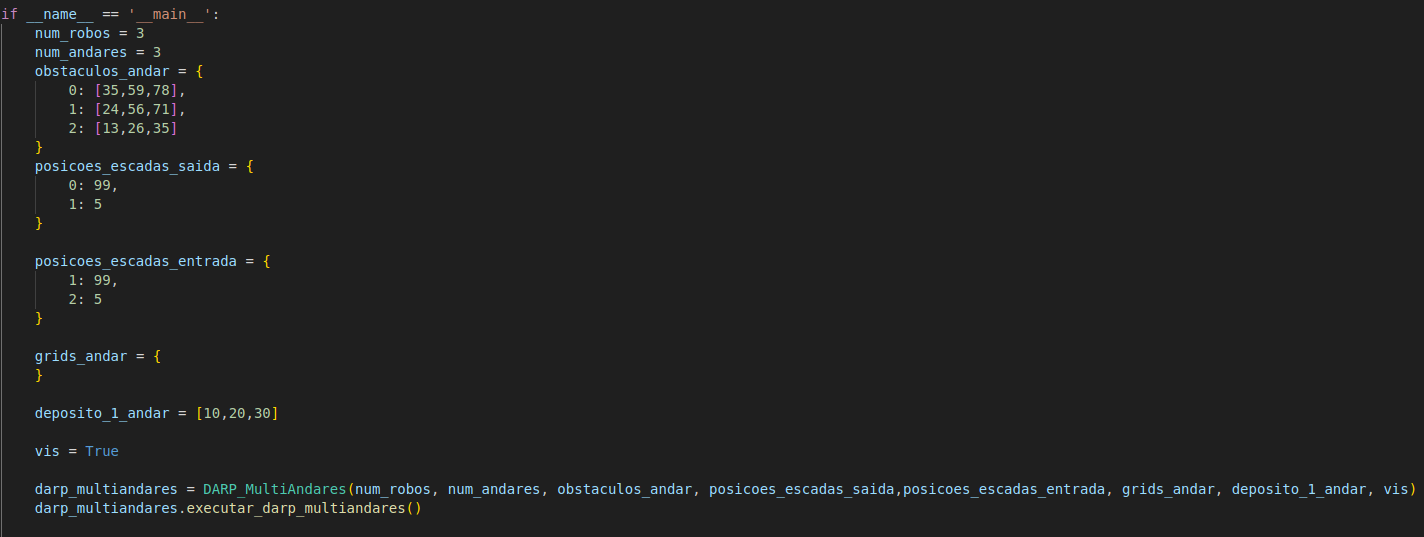 if __name__ == '__main__':
    num_robos = 3
    num_andares = 3
    obstaculos_andar = {
        0: [35,59,78],
        1: [24,56,71],
        2: [13,26,35]
    }
    posicoes_escadas_saida = {
        0: 99,
        1: 5
    }

    posicoes_escadas_entrada = {
        1: 99,
        2: 5
    }

    grids_andar = {
    }

    deposito_1_andar = [10,20,30]

    vis = True

    darp_multiandares = DARP_MultiAndares(num_robos, num_andares, obstaculos_andar, posicoes_escadas_saida,posicoes_escadas_entrada, grids_andar, deposito_1_andar, vis)
    darp_multiandares.executar_darp_multiandares()